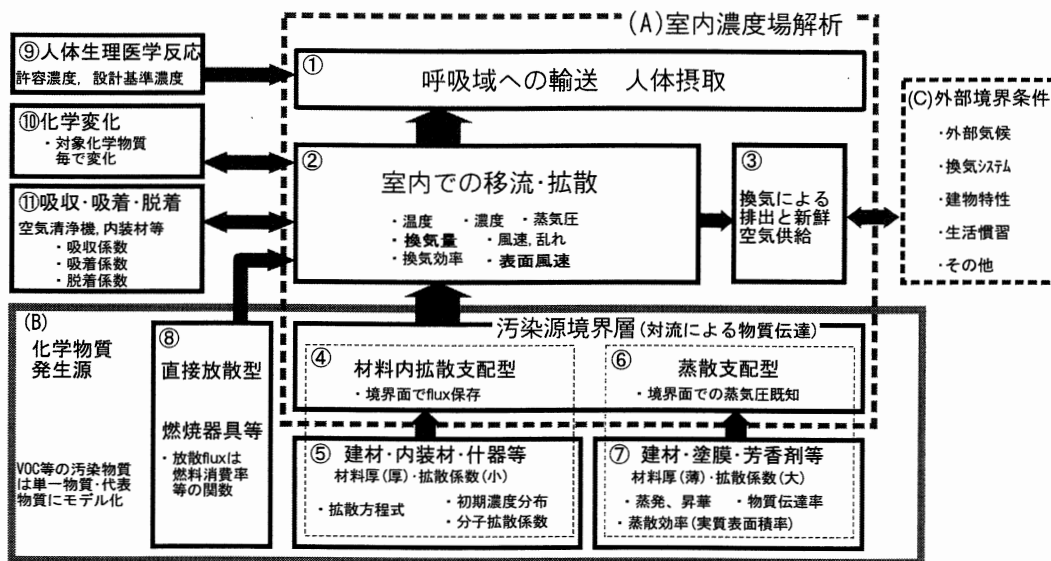 (A)室内濃度場解析
⑨人体生理医学反応
許容濃度, 設計基準濃度
①
呼吸域への輸送 人体摂取
⑩化学変化
・対象化学物質
毎で変化
②
室内での移流・拡散
・温度 ・濃度 ・蒸気圧
・換気量 ・風速, 乱れ
・換気効率 ・表面風速
③
換気による
排出と新鮮
空気供給
(C)外部境界条件
・外部気候
・換気システム
・建物特性
・生活慣習
・その他
⑪吸収・吸着・脱着
空気清浄機, 内装材等
・吸収係数
・吸着係数
・脱着係数
(B)
化学物質
発生源
VOC等の汚染物質
は単一物質・代表
物質にモデル化
⑧
直接放散型
燃焼器具等
・放散fluxは
燃料消費率
等の関数
汚染源境界層(対流による物質伝達)
④
材料内拡散支配型
・境界面でflux保存
⑥
蒸散支配型
・境界面での蒸気圧既知
⑤ 建材・内装材・什器等
材料厚(厚)・拡散係数(小)
・拡散方程式 ・初期濃度分布
・分子拡散係数
⑦ 建材・塗膜・芳香剤等
材料厚(薄)・拡散係数(大)
・蒸発、昇華 ・物質伝達率
・蒸散効率(実質表面積率)